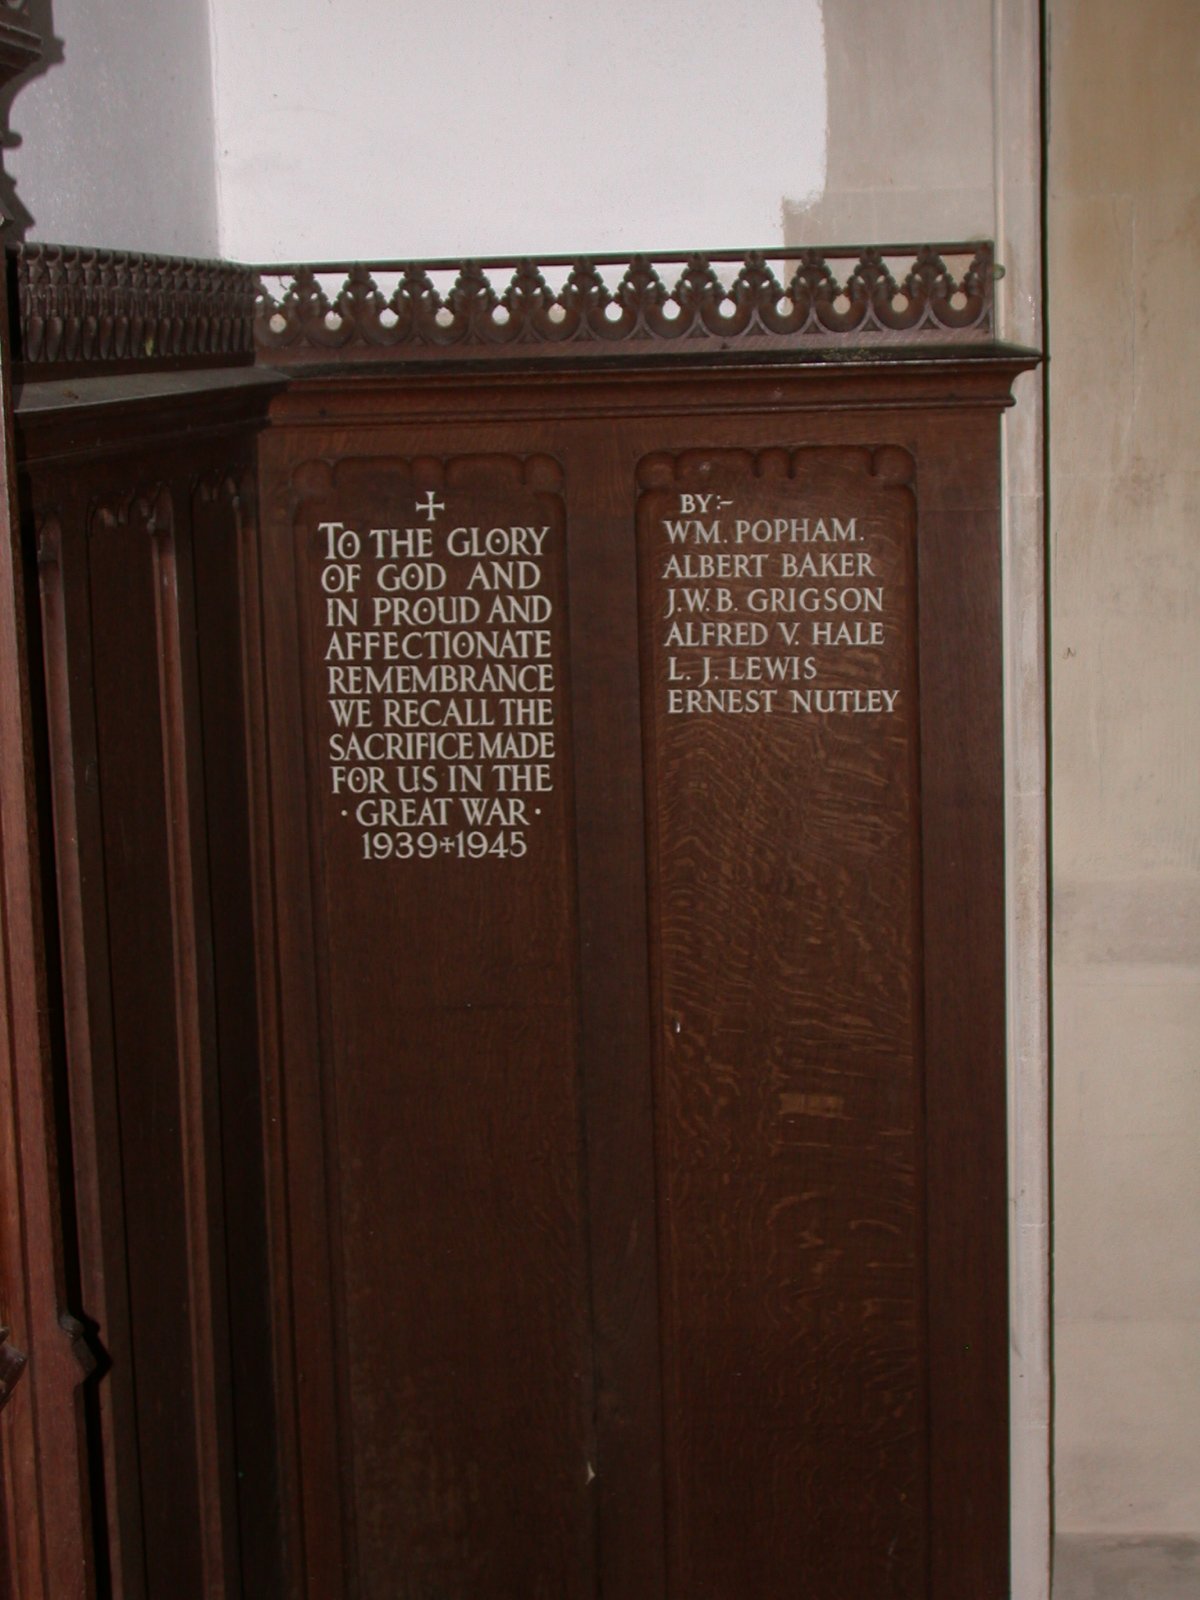 TO THE GLORY
OF GOD AND
IN PROUD AND
AFFECTIONATE
REMEMBRANCE
WE RECALL THE
SACRIFICE MADE
FOR US IN THE
· GREAT WAR ·
1939+1945
BY:-
WM. POPHAM.
ALBERT BAKER
J.W.B. GRIGSON
ALFRED V. HALE
L. J. LEWIS
ERNEST NUTLEY